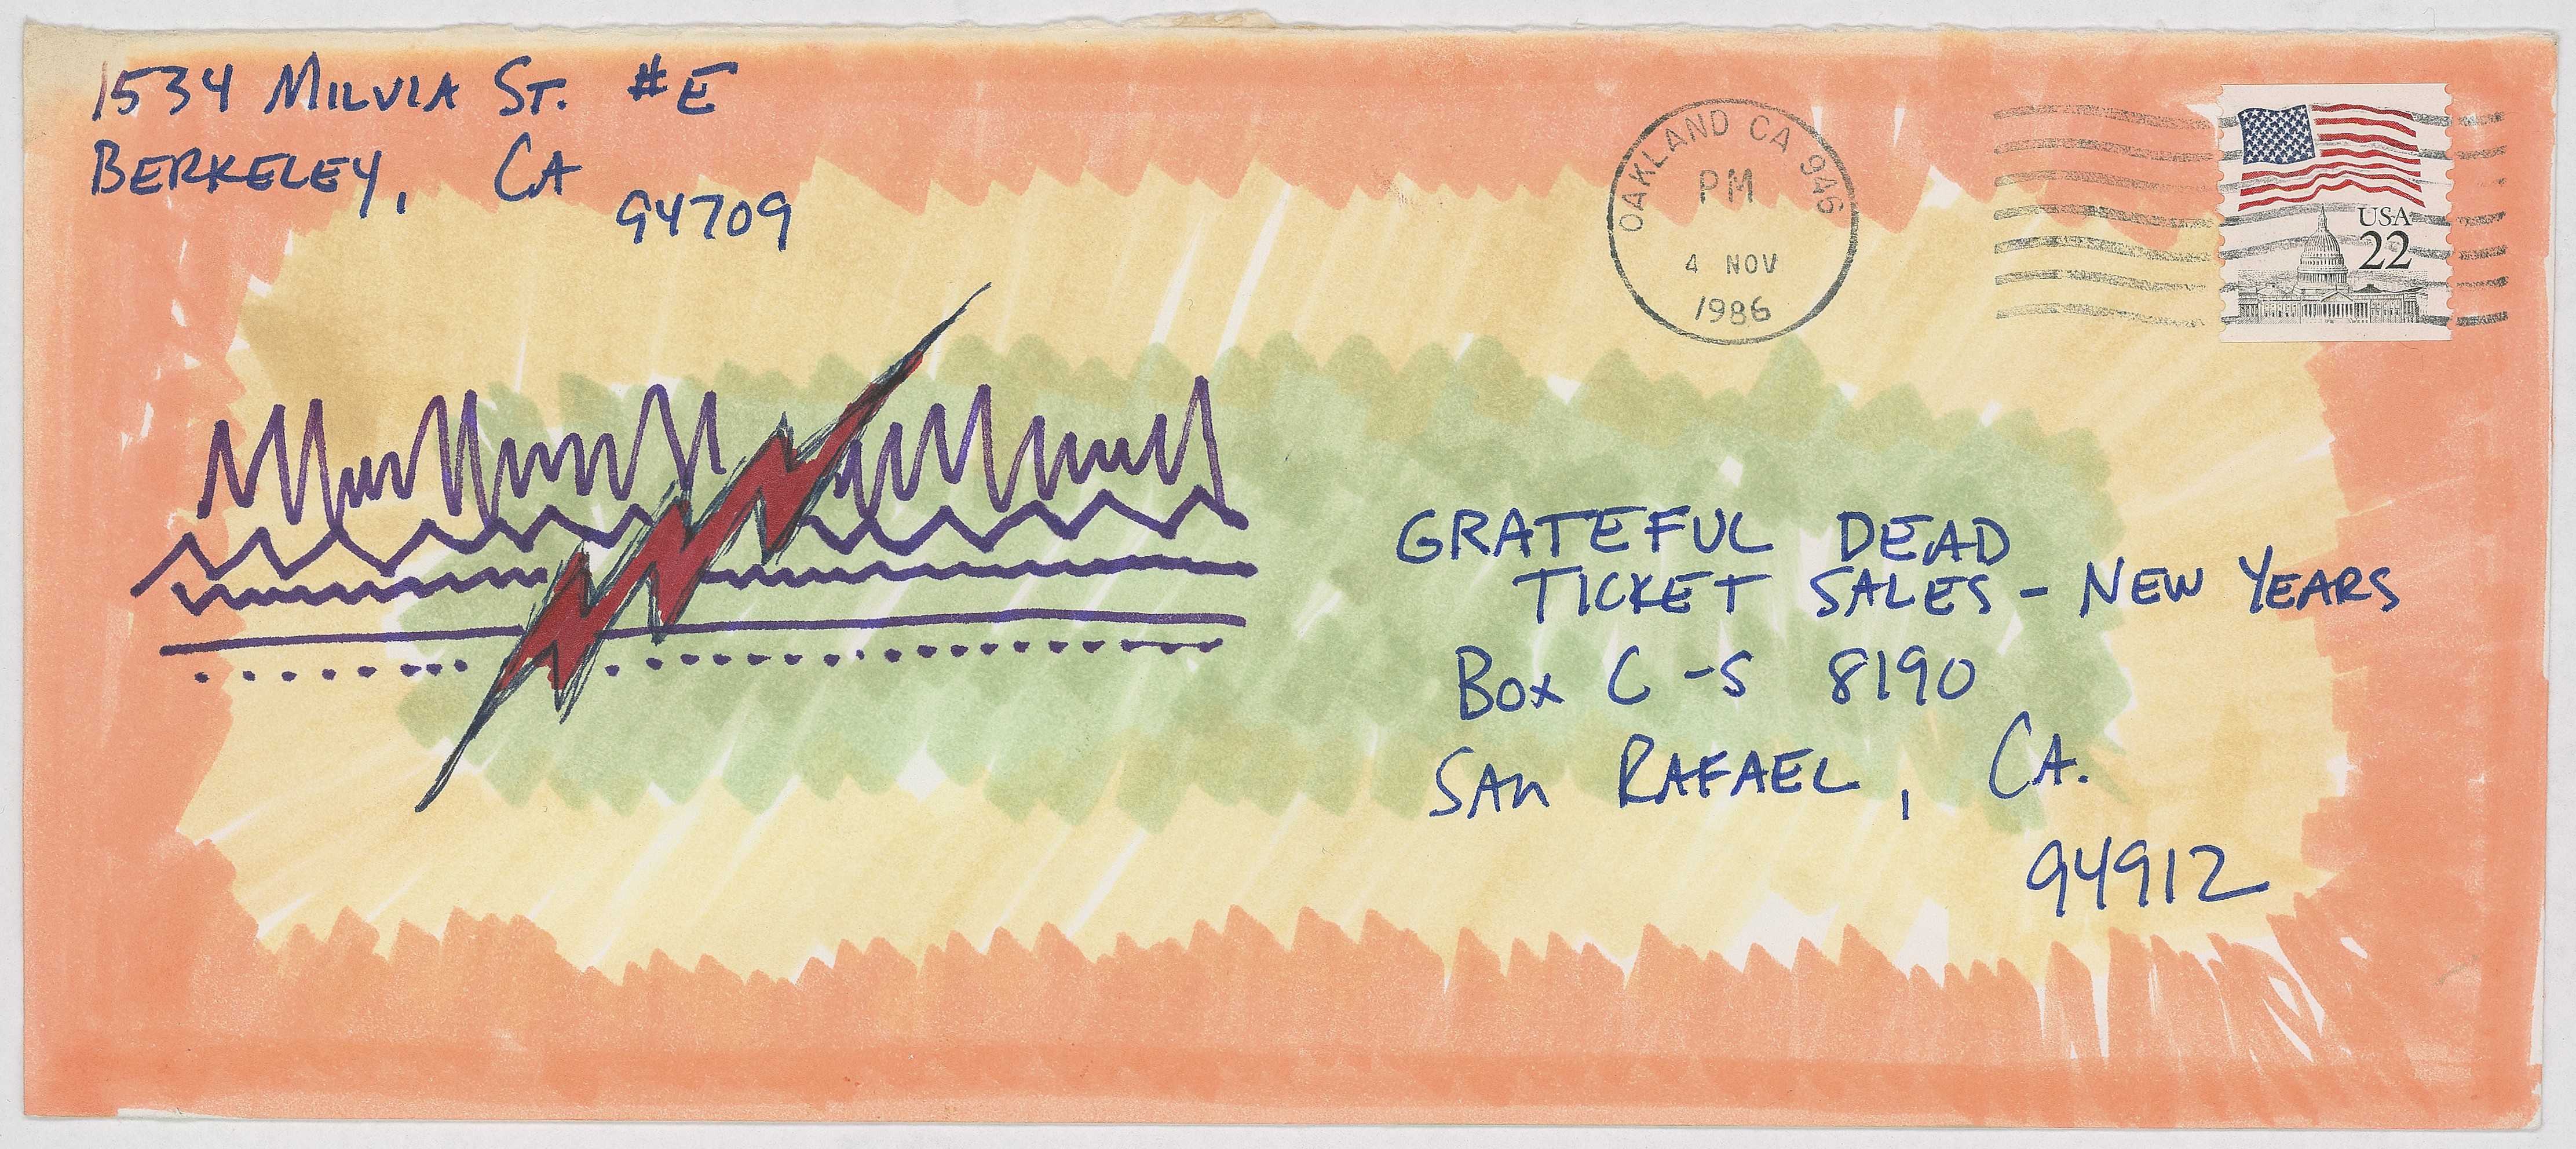 1534 MILVIA ST. #E
BERKELEY, CA
94709
OAKLAND CA 946
PM
4 NOV
1986
USA
22
GRATEFUL DEAD
TICKET SALES - NEW YEARS
BOX C-S 8190
SAN RAFAEL, CA.
94912